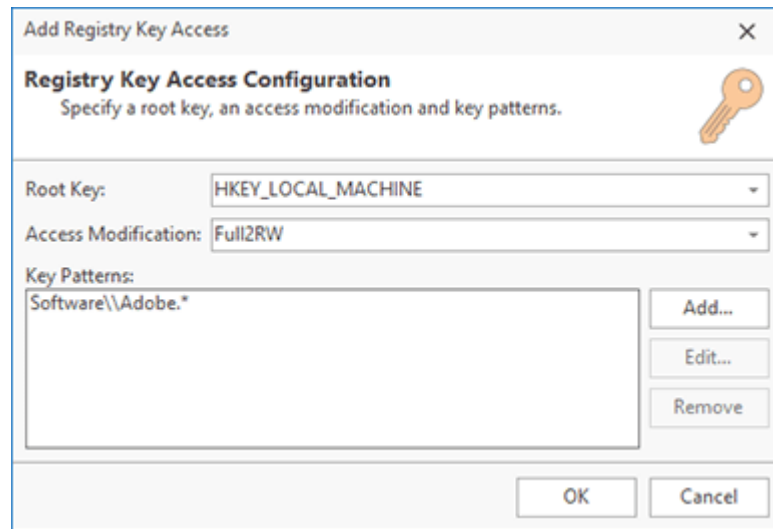 Add Registry Key Access
Registry Key Access Configuration
Specify a root key, an access modification and key patterns.
Root Key: HKEY_LOCAL_MACHINE
Access Modification: Full2RW
Key Patterns:
Software\\Adobe.*
Add...
Edit...
Remove
OK Cancel